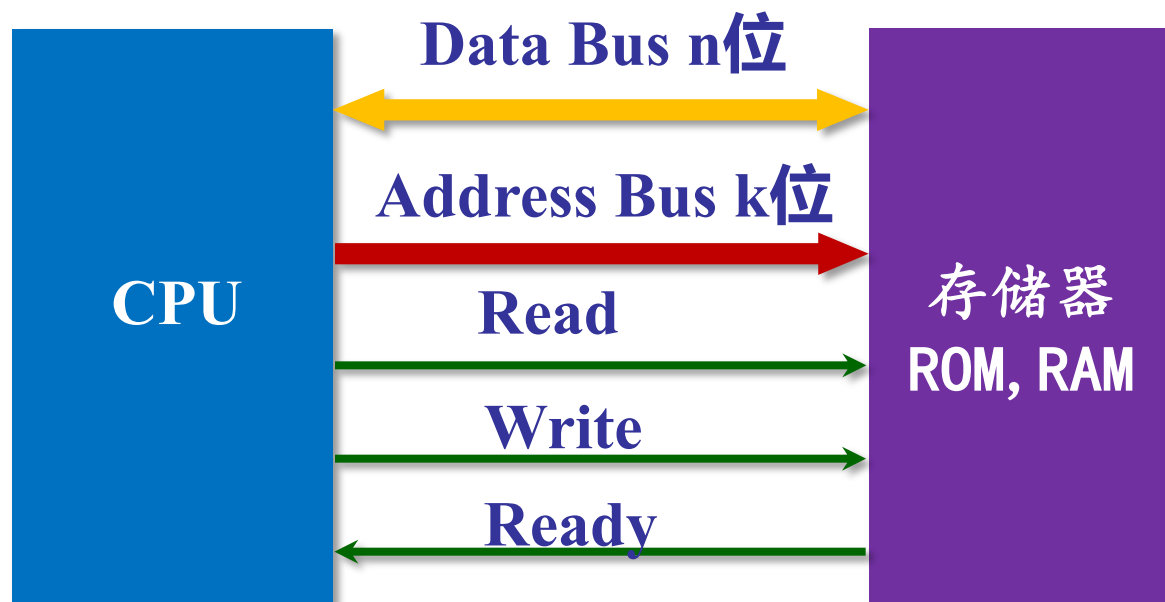 Data Bus n位
Address Bus k位
CPU
Read
存储器
ROM, RAM
Write
Ready